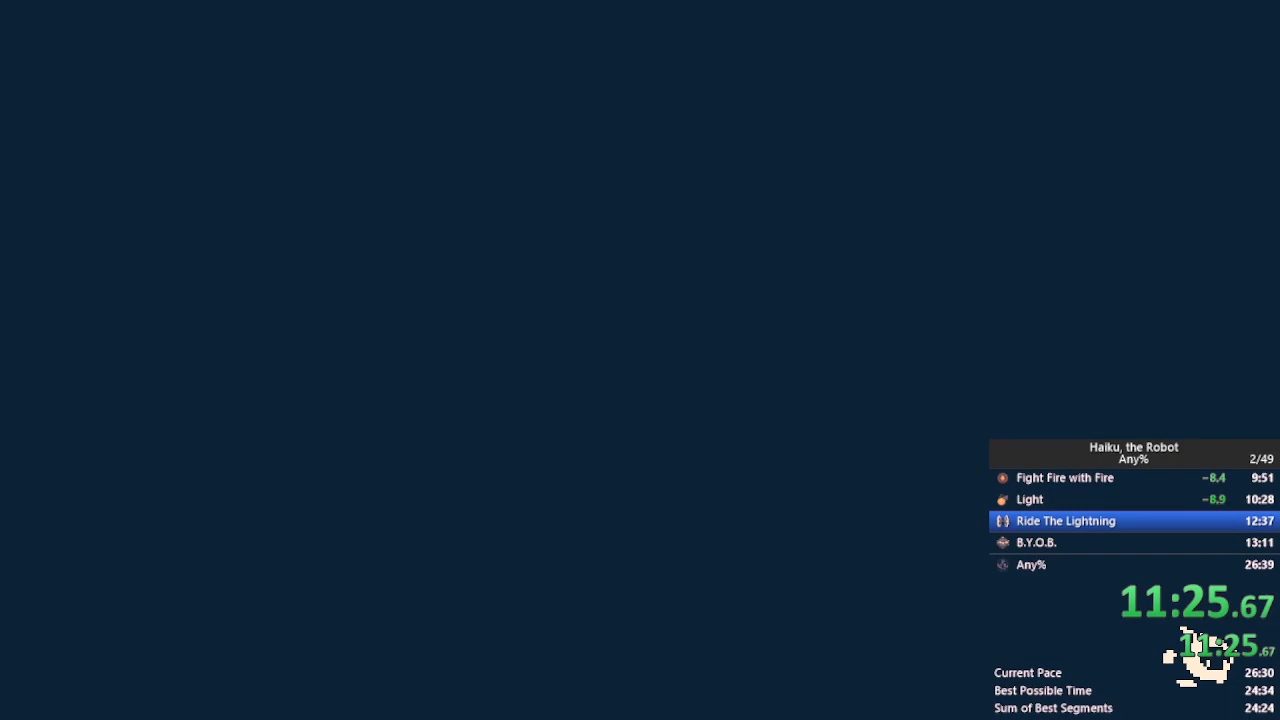 Haiku, the Robot
Any% 2/49
Fight Fire with Fire −8.4 9:51
Light −8.9 10:28
Ride The Lightning 12:37
B.Y.O.B. 13:11
Any% 26:39
11:25.67
11:25.67
Current Pace 26:30
Best Possible Time 24:34
Sum of Best Segments 24:24